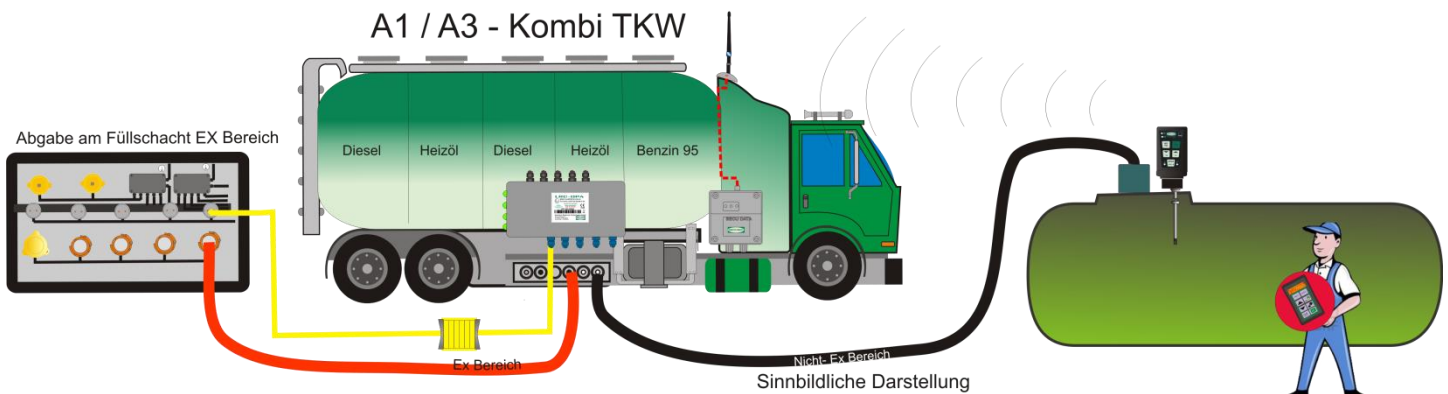 A1 / A3 - Kombi TKW
Abgabe am Füllschacht EX Bereich
Diesel
Heizöl
Diesel
Heizöl
Benzin 95
Ex Bereich
Nicht- Ex Bereich
Sinnbildliche Darstellung